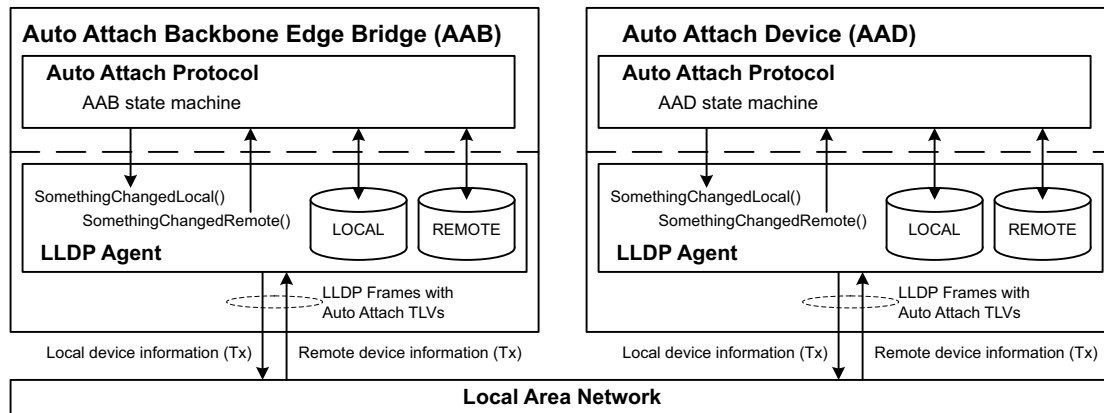 Auto Attach Backbone Edge Bridge (AAB)
Auto Attach Protocol
AAB state machine
SomethingChangedLocal()
SomethingChangedRemote()
LOCAL
REMOTE
LLDP Agent
LLDP Frames with
Auto Attach TLVs
Local device information (Tx)
Remote device information (Tx)
Auto Attach Device (AAD)
Auto Attach Protocol
AAD state machine
SomethingChangedLocal()
SomethingChangedRemote()
LOCAL
REMOTE
LLDP Agent
LLDP Frames with
Auto Attach TLVs
Local device information (Tx)
Remote device information (Tx)
Local Area Network